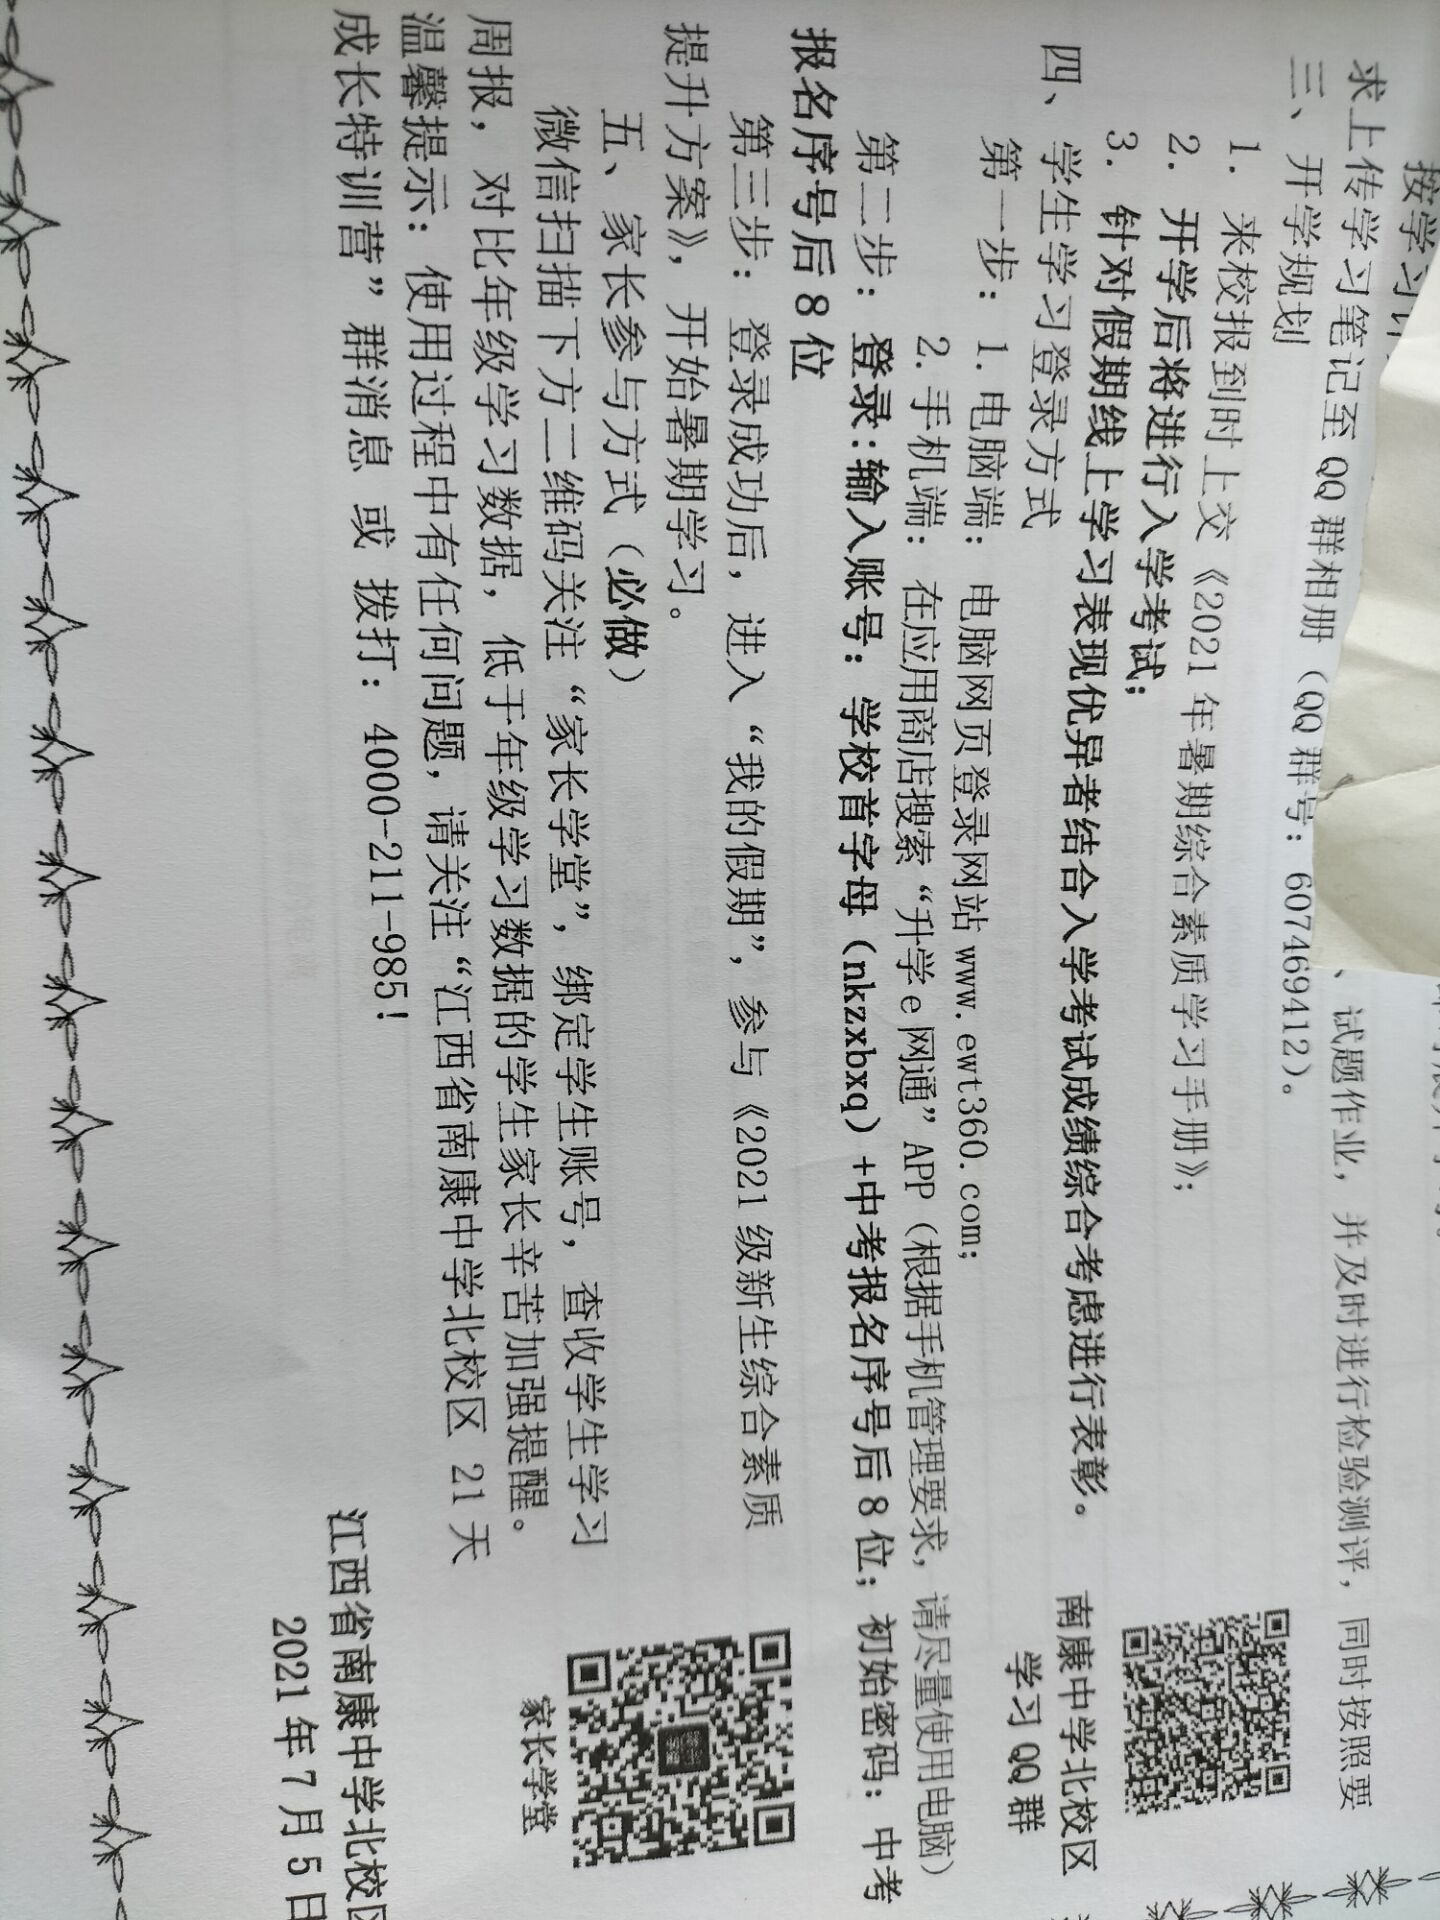 按学习
、试题作业，并及时进行检验测评，同时按照要
求上传学习笔记至 QQ 群相册（QQ 群号：607469412）。
三、开学规划
1. 来校报到时上交《2021 年暑期综合素质学习手册》；
2. 开学后将进行入学考试；
3. 针对假期线上学习表现优异者结合入学考试成绩综合考虑进行表彰。
南康中学北校区
学习 QQ 群
四、学生学习登录方式
第一步：1. 电脑端：电脑网页登录网站 www.ewt360.com；
2. 手机端：在应用商店搜索“升学 e 网通”APP（根据手机管理要求，请尽量使用电脑）
第二步：登录：输入账号：学校首字母（nkzxbxq）+中考报名序号后 8 位；初始密码：中考
报名序号后 8 位
第三步：登录成功后，进入“我的假期”，参与《2021 级新生综合素质
提升方案》，开始暑期学习。
五、家长参与方式（必做）
微信扫描下方二维码关注“家长学堂”，绑定学生账号，查收学生学习
周报，对比年级学习数据，低于年级学习数据的学生家长辛苦加强提醒。
家长学堂
温馨提示：使用过程中有任何问题，请关注“江西省南康中学北校区 21 天
成长特训营”群消息 或 拨打：4000-211-985！
江西省南康中学北校区
2021 年 7 月 5 日